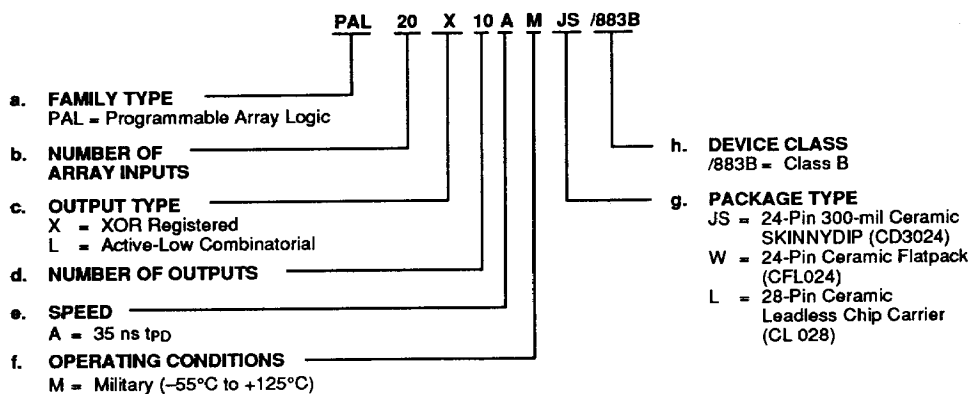 PAL 20 X 10 A M JS /883B
a. FAMILY TYPE
PAL = Programmable Array Logic
b. NUMBER OF
ARRAY INPUTS
c. OUTPUT TYPE
X = XOR Registered
L = Active-Low Combinatorial
d. NUMBER OF OUTPUTS
e. SPEED
A = 35 ns tPD
f. OPERATING CONDITIONS
M = Military (–55°C to +125°C)
h. DEVICE CLASS
/883B = Class B
g. PACKAGE TYPE
JS = 24-Pin 300-mil Ceramic
SKINNYDIP (CD3024)
W = 24-Pin Ceramic Flatpack
(CFL024)
L = 28-Pin Ceramic
Leadless Chip Carrier
(CL 028)